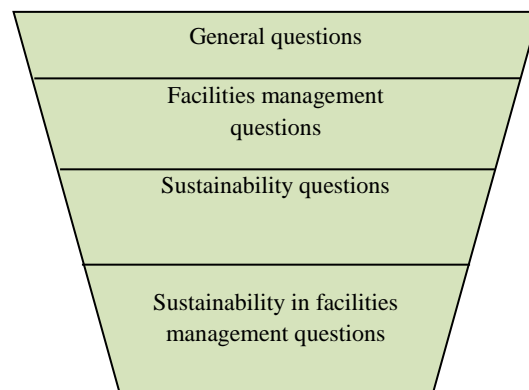 General questions
Facilities management
questions
Sustainability questions
Sustainability in facilities
management questions